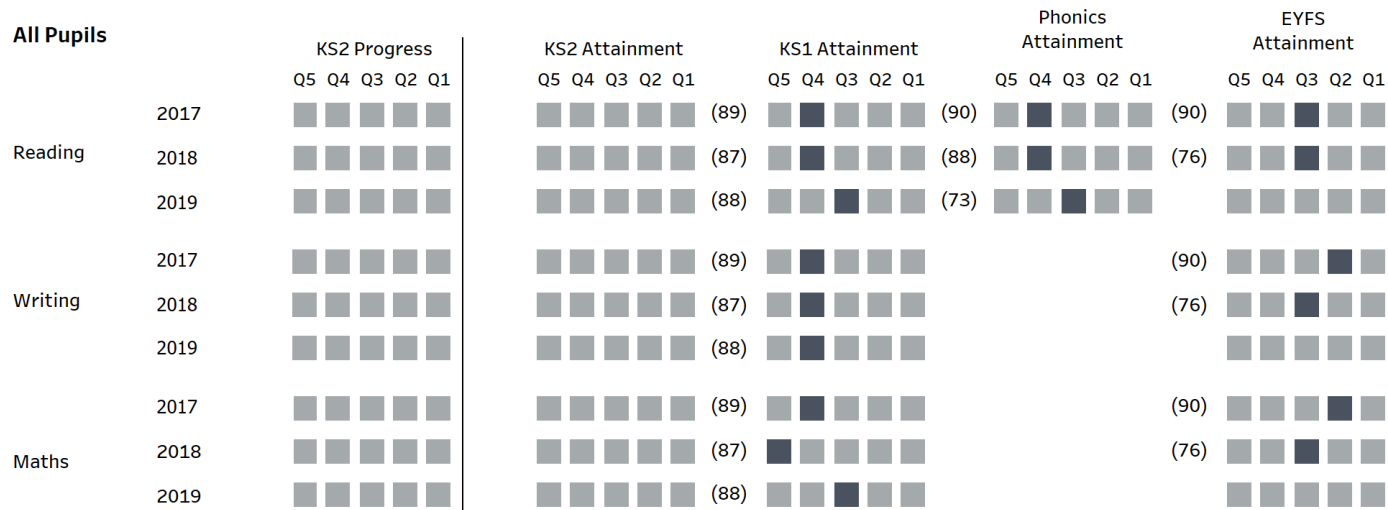 All Pupils
KS2 Progress
KS2 Attainment
KS1 Attainment
Phonics
Attainment
EYFS
Attainment
Q5 Q4 Q3 Q2 Q1 Q5 Q4 Q3 Q2 Q1 Q5 Q4 Q3 Q2 Q1 Q5 Q4 Q3 Q2 Q1 Q5 Q4 Q3 Q2 Q1
Reading
2017 (89) (90) (90)
2018 (87) (88) (76)
2019 (88) (73)
Writing
2017 (89) (90)
2018 (87) (76)
2019 (88)
Maths
2017 (89) (90)
2018 (87) (76)
2019 (88)